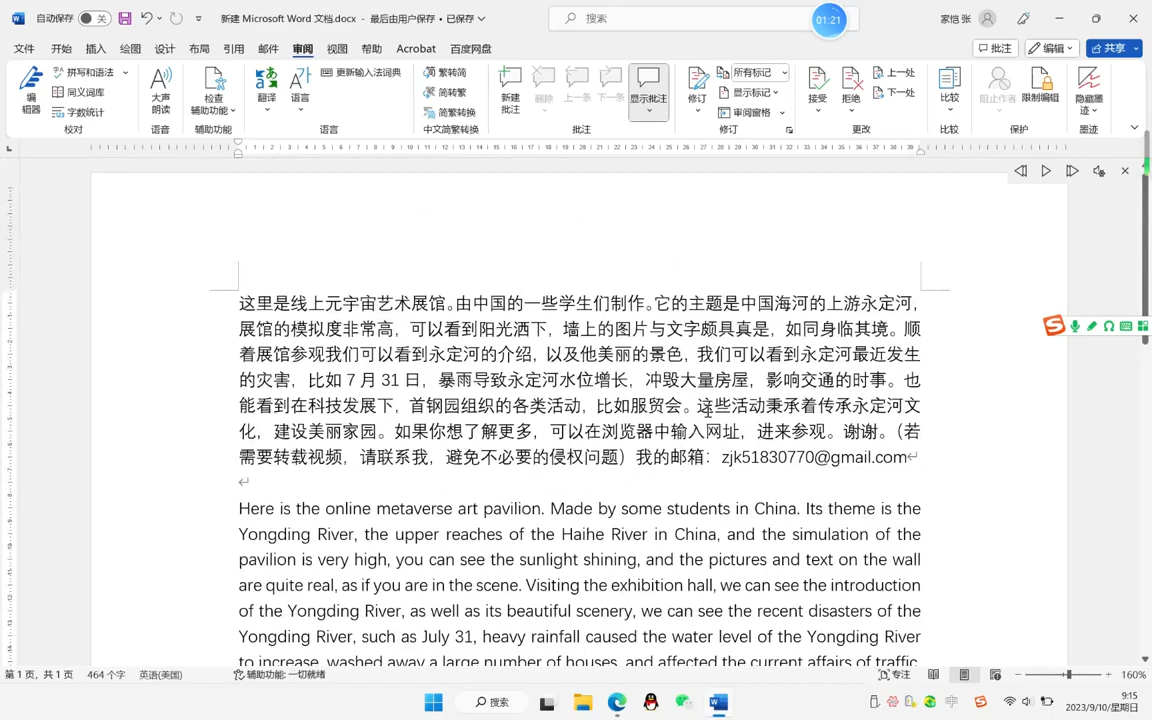 自动保存 关 新建 Microsoft Word 文档.docx - 最后由用户保存 • 已保存 搜索 01:21 家恺 张
文件 开始 插入 绘图 设计 布局 引用 邮件 审阅 视图 帮助 Acrobat 百度网盘 批注 编辑 共享
编辑器 拼写和语法 同义词库 字数统计 校对
大声朗读 语音
检查辅助功能 辅助功能
翻译 语言 更新输入法词典 语言
繁转简 简转繁 简繁转换 中文简繁转换
新建批注 删除 上一条 下一条 显示批注 批注
修订 所有标记 显示标记 审阅窗格 修订
接受 拒绝 上一处 下一处 更改
比较 比较
阻止作者 限制编辑 保护
隐藏墨迹 墨迹
这里是线上元宇宙艺术展馆。由中国的一些学生们制作。它的主题是中国海河的上游永定河，
展馆的模拟度非常高，可以看到阳光洒下，墙上的图片与文字颇具真是，如同身临其境。顺
着展馆参观我们可以看到永定河的介绍，以及他美丽的景色，我们可以看到永定河最近发生
的灾害，比如 7 月 31 日，暴雨导致永定河水位增长，冲毁大量房屋，影响交通的时事。也
能看到在科技发展下，首钢园组织的各类活动，比如服贸会。这些活动秉承着传承永定河文
化，建设美丽家园。如果你想了解更多，可以在浏览器中输入网址，进来参观。谢谢。（若
需要转载视频，请联系我，避免不必要的侵权问题）我的邮箱：zjk51830770@gmail.com
Here is the online metaverse art pavilion. Made by some students in China. Its theme is the
Yongding River, the upper reaches of the Haihe River in China, and the simulation of the
pavilion is very high, you can see the sunlight shining, and the pictures and text on the wall
are quite real, as if you are in the scene. Visiting the exhibition hall, we can see the introduction
of the Yongding River, as well as its beautiful scenery, we can see the recent disasters of the
Yongding River, such as July 31, heavy rainfall caused the water level of the Yongding River
to increase, washed away a large number of houses, and affected the current affairs of traffic.
第 1 页，共 1 页 464 个字 英语(美国) 辅助功能: 一切就绪 专注 160%
搜索 中 9:15
2023/9/10/星期日